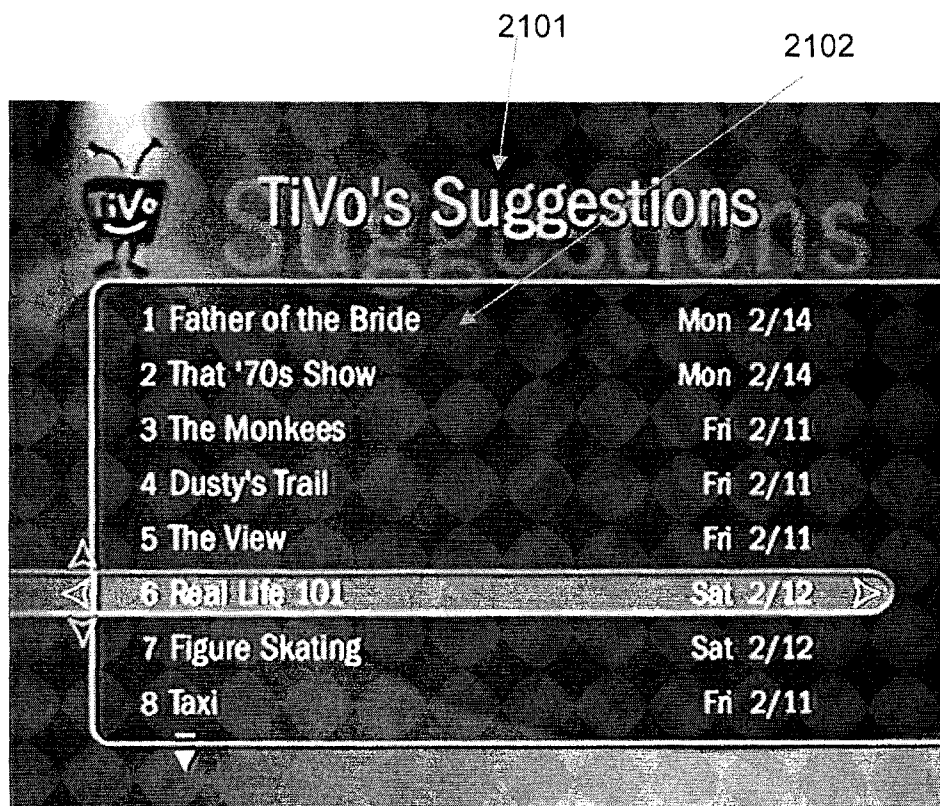 2101
2102
TiVo
Suggestions
TiVo's Suggestions
1 Father of the Bride Mon 2/14
2 That '70s Show Mon 2/14
3 The Monkees Fri 2/11
4 Dusty's Trail Fri 2/11
5 The View Fri 2/11
6 Real Life 101 Sat 2/12
7 Figure Skating Sat 2/12
8 Taxi Fri 2/11